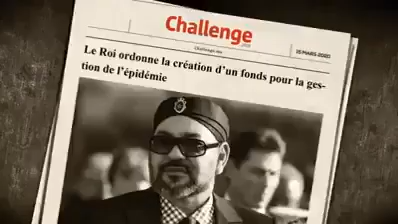 Challenge
Challenge.ma
15 MARS 2020
Le Roi ordonne la création d'un fonds pour la ges-
tion de l'épidémie